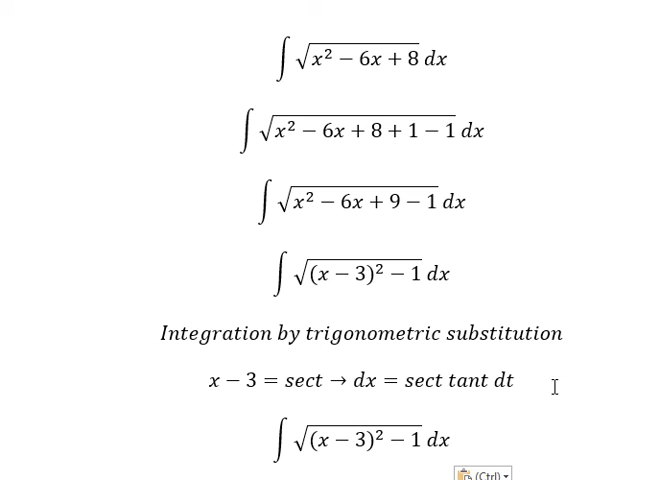 ∫ √(x² − 6x + 8) dx
∫ √(x² − 6x + 8 + 1 − 1) dx
∫ √(x² − 6x + 9 − 1) dx
∫ √((x − 3)² − 1) dx
Integration by trigonometric substitution
x − 3 = sect → dx = sect tant dt
∫ √((x − 3)² − 1) dx
(Ctrl)